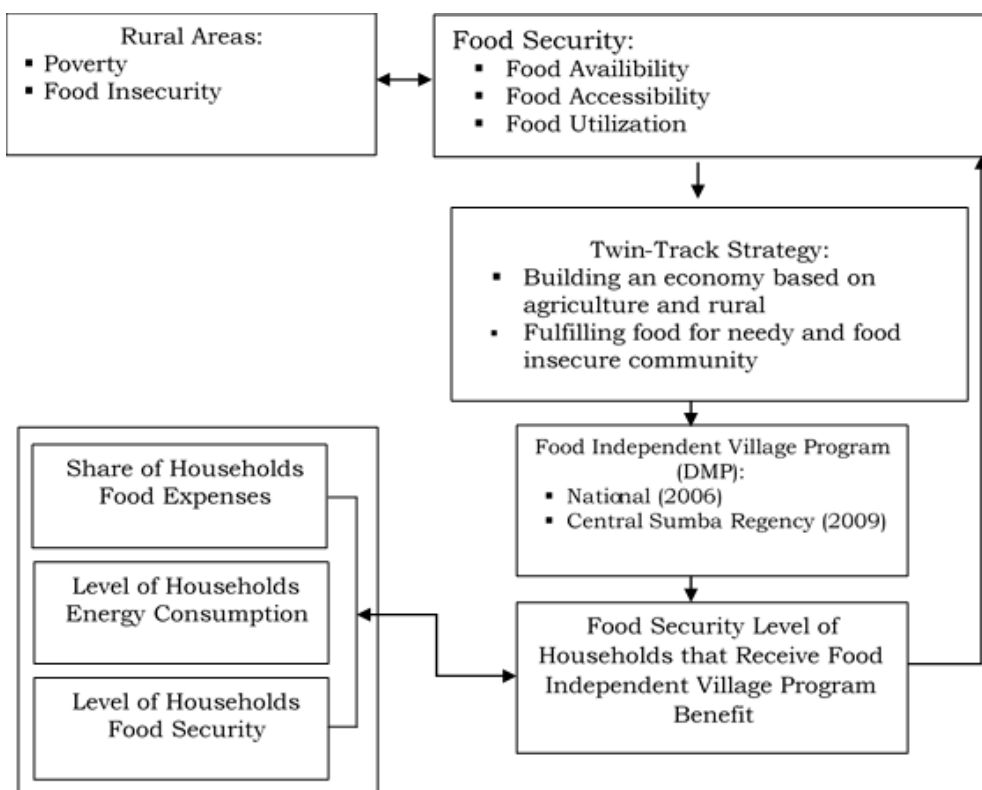 Rural Areas:
▪ Poverty
▪ Food Insecurity
Food Security:
▪ Food Availibility
▪ Food Accessibility
▪ Food Utilization
Twin-Track Strategy:
▪ Building an economy based on
agriculture and rural
▪ Fulfilling food for needy and food
insecure community
Food Independent Village Program
(DMP):
▪ National (2006)
▪ Central Sumba Regency (2009)
Share of Households
Food Expenses
Level of Households
Energy Consumption
Level of Households
Food Security
Food Security Level of
Households that Receive Food
Independent Village Program
Benefit